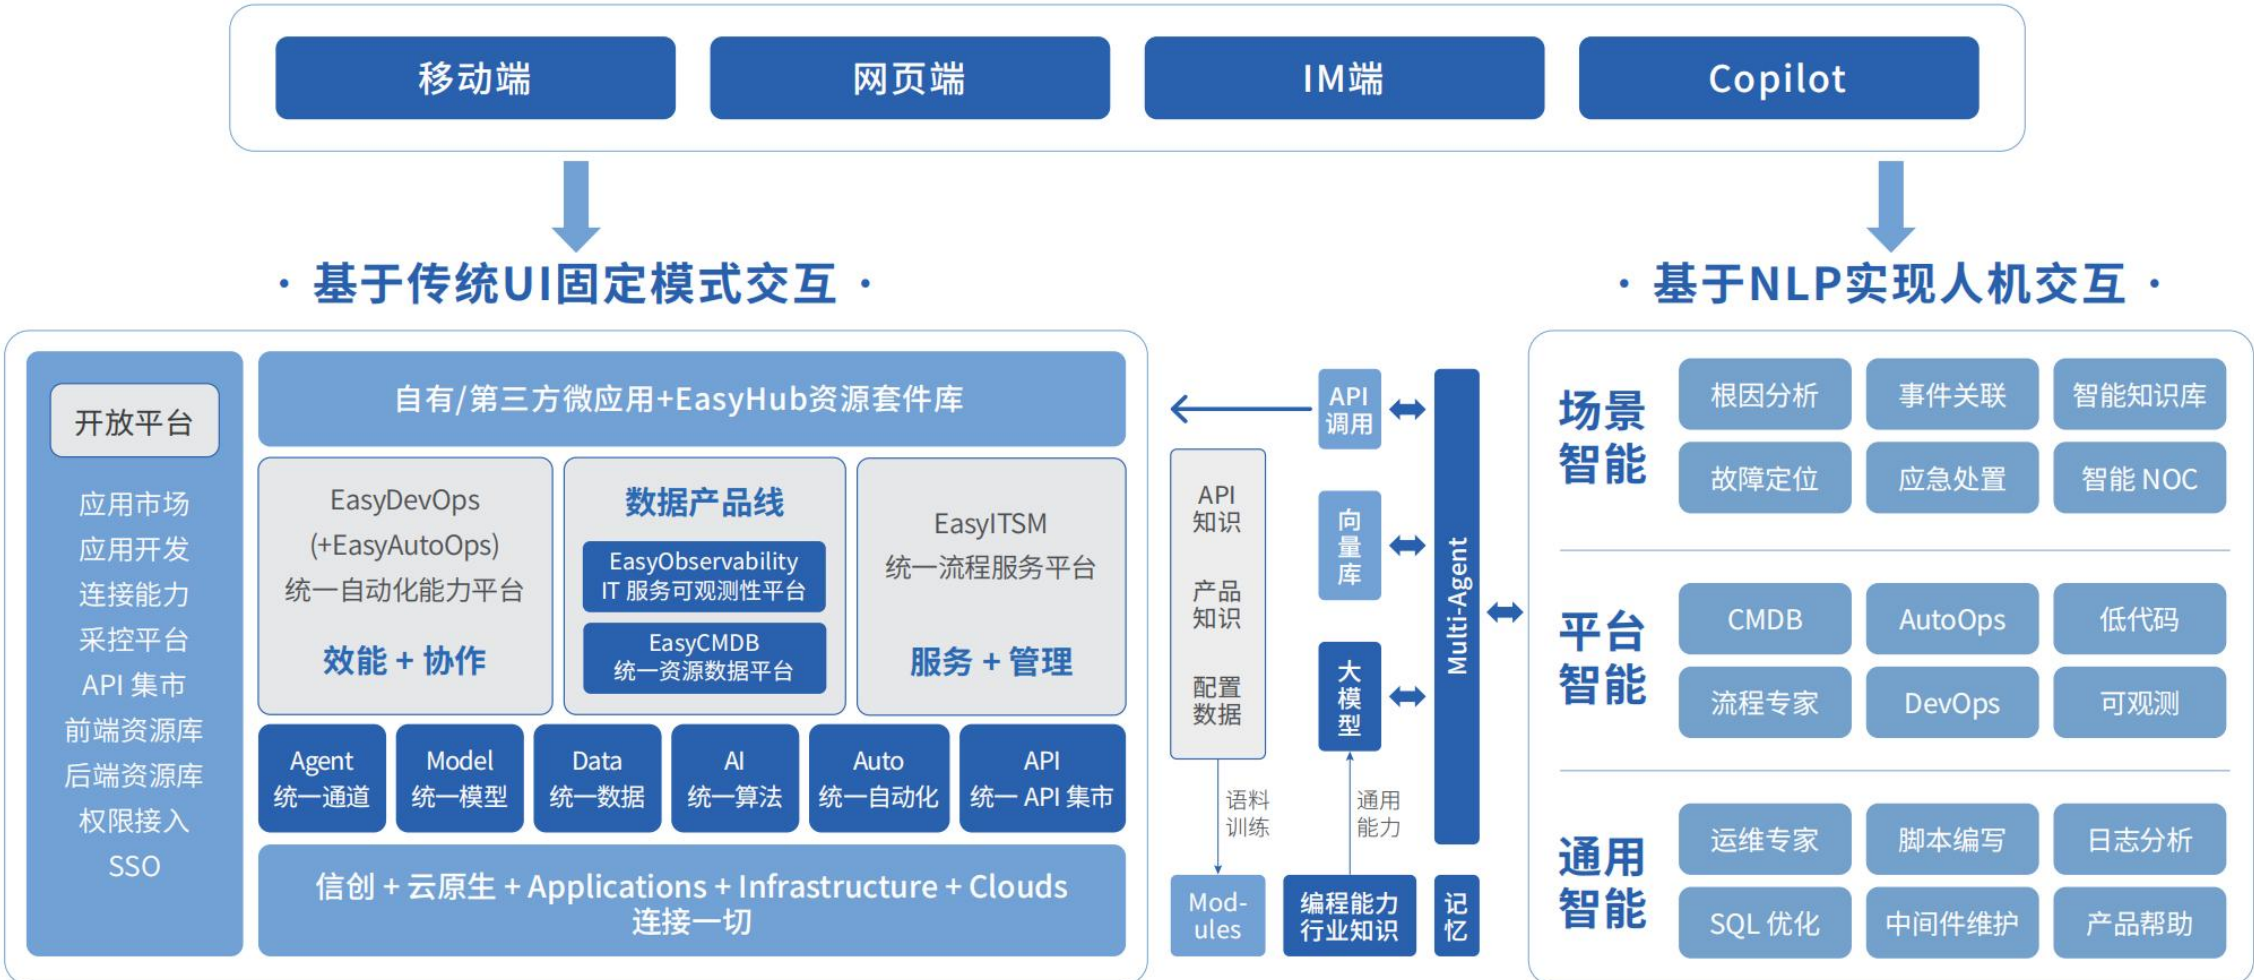 移动端
网页端
IM端
Copilot
· 基于传统UI固定模式交互 ·
· 基于NLP实现人机交互 ·
开放平台
应用市场
应用开发
连接能力
采控平台
API 集市
前端资源库
后端资源库
权限接入
SSO
自有/第三方微应用+EasyHub资源套件库
EasyDevOps
(+EasyAutoOps)
统一自动化能力平台
效能 + 协作
数据产品线
EasyObservability
IT 服务可观测性平台
EasyCMDB
统一资源数据平台
EasyITSM
统一流程服务平台
服务 + 管理
Agent
统一通道
Model
统一模型
Data
统一数据
AI
统一算法
Auto
统一自动化
API
统一 API 集市
信创 + 云原生 + Applications + Infrastructure + Clouds
连接一切
API
知识
产品
知识
配置
数据
语料
训练
Mod-
ules
API
调用
向
量
库
大
模
型
通用
能力
编程能力
行业知识
Multi-Agent
记
忆
场景
智能
根因分析
事件关联
智能知识库
故障定位
应急处置
智能 NOC
平台
智能
CMDB
AutoOps
低代码
流程专家
DevOps
可观测
通用
智能
运维专家
脚本编写
日志分析
SQL 优化
中间件维护
产品帮助